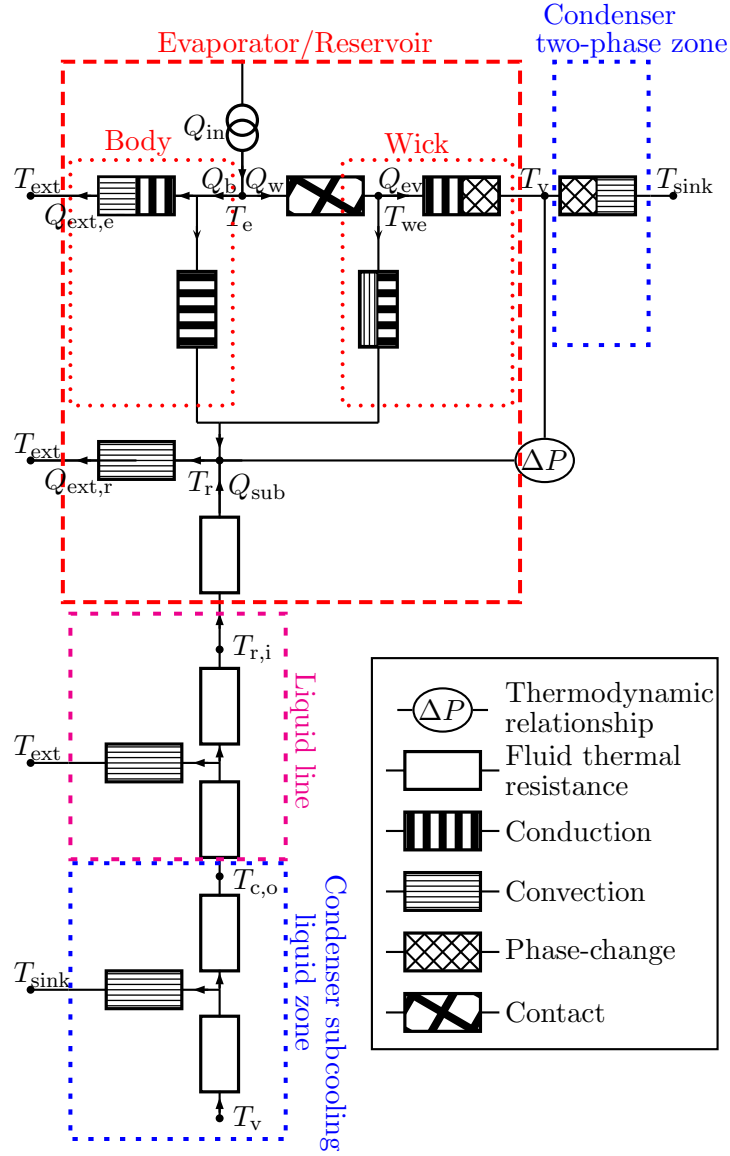 Condenser
two-phase zone
Evaporator/Reservoir
Q_in
Body
Wick
T_ext
Q_b
Q_w
Q_ev
T_v
T_sink
Q_ext,e
T_e
T_we
T_ext
ΔP
Q_ext,r
T_r
Q_sub
T_r,i
Liquid line
T_ext
T_c,o
Condenser subcooling
liquid zone
T_sink
T_v
ΔP
Thermodynamic
relationship
Fluid thermal
resistance
Conduction
Convection
Phase-change
Contact